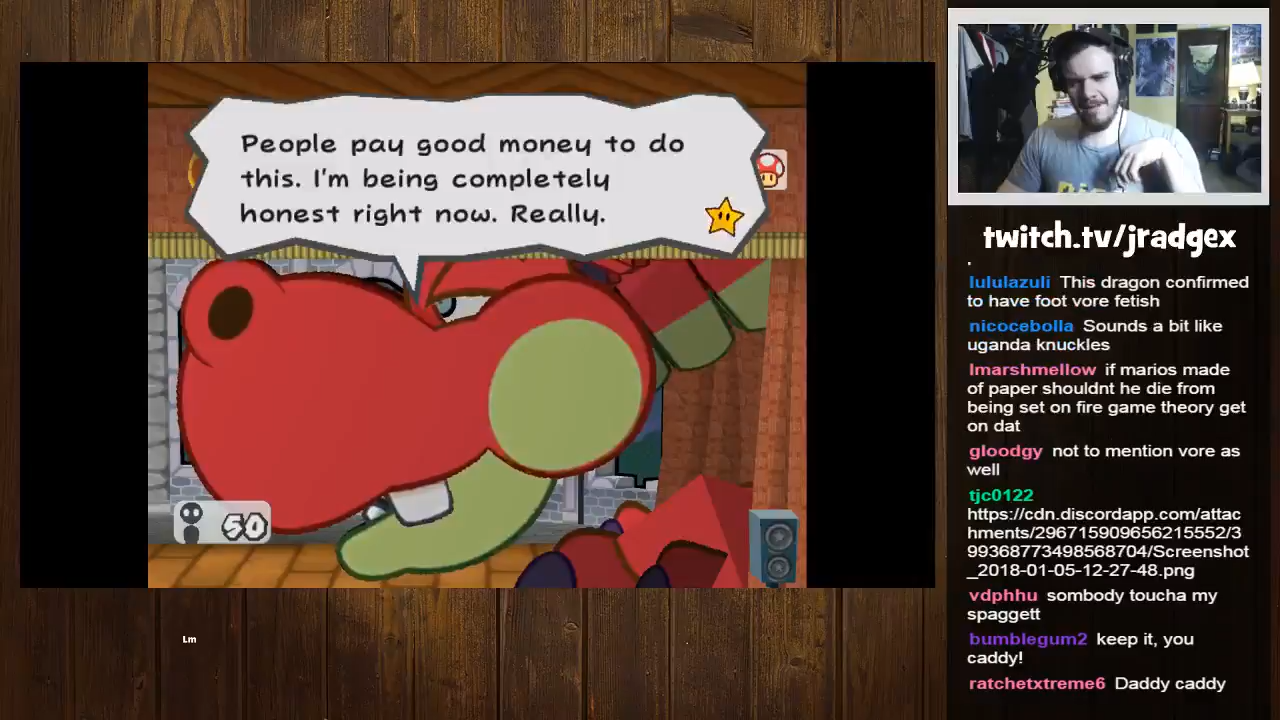 People pay good money to do
this. I'm being completely
honest right now. Really.
50
Lm
twitch.tv/jradgex
.
lululazuli This dragon confirmed
to have foot vore fetish
nicocebolla Sounds a bit like
uganda knuckles
lmarshmellow if marios made
of paper shouldnt he die from
being set on fire game theory get
on dat
gloodgy not to mention vore as
well
tjc0122
https://cdn.discordapp.com/attac
hments/296715909656215552/3
99368773498568704/Screenshot
_2018-01-05-12-27-48.png
vdphhu sombody toucha my
spagett
bumblegum2 keep it, you
caddy!
ratchetxtreme6 Daddy caddy